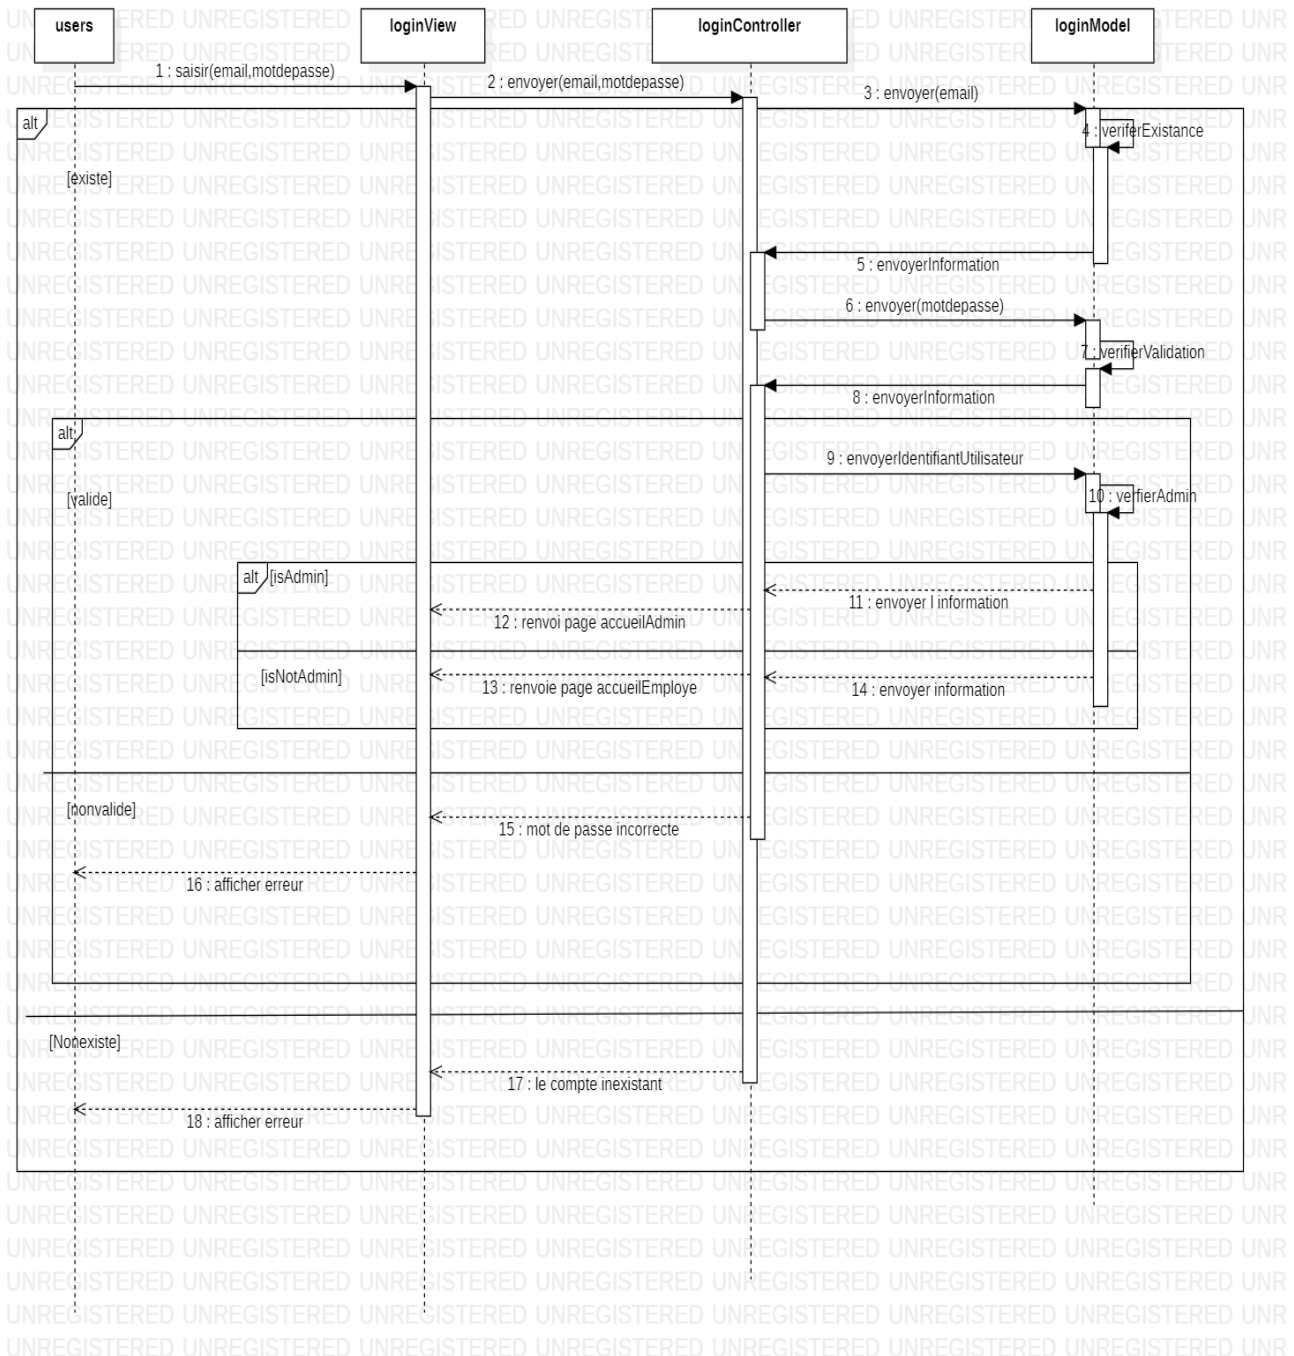 users
loginView
loginController
loginModel
1 : saisir(email,motdepasse)
2 : envoyer(email,motdepasse)
3 : envoyer(email)
alt
4 : veriferExistance
[existe]
5 : envoyerInformation
6 : envoyer(motdepasse)
7 : verifierValidation
8 : envoyerInformation
alt
9 : envoyerIdentifiantUtilisateur
[valide]
10 : verfierAdmin
alt
[isAdmin]
11 : envoyer l information
12 : renvoi page accueilAdmin
[isNotAdmin]
13 : renvoie page accueilEmploye
14 : envoyer information
[nonvalide]
15 : mot de passe incorrecte
16 : afficher erreur
[Nonexiste]
17 : le compte inexistant
18 : afficher erreur
UNREGISTERED